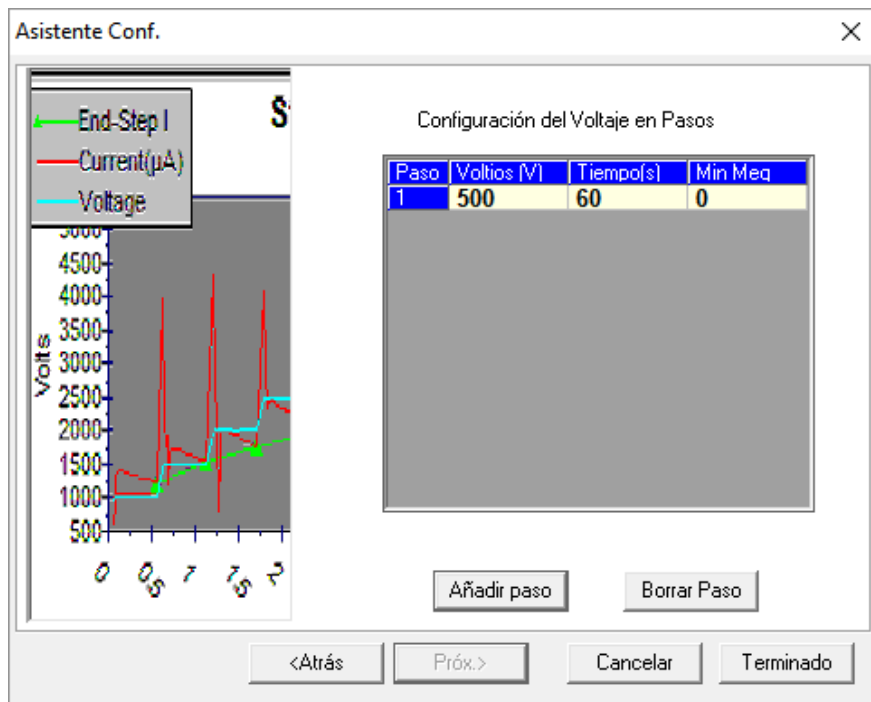 Asistente Conf.
End-Step I
Current(µA)
Voltage
Configuración del Voltaje en Pasos
Paso Voltios (V) Tiempo(s) Min Meg
1 500 60 0
Volts
5000
4500
4000
3500
3000
2500
2000
1500
1000
500
0 0.5 1 1.5 2
Añadir paso Borrar Paso
<Atrás Próx.> Cancelar Terminado